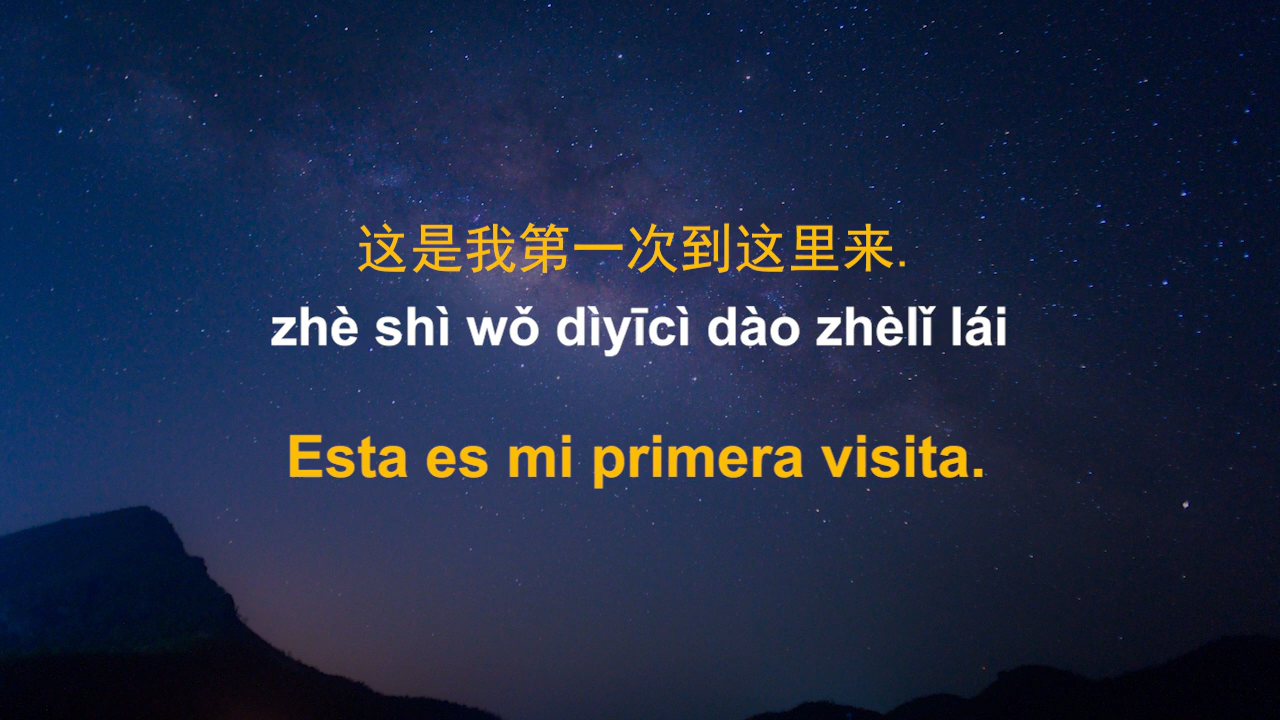 这是我第一次到这里来.
zhè shì wǒ dìyīcì dào zhèlǐ lái
Esta es mi primera visita.